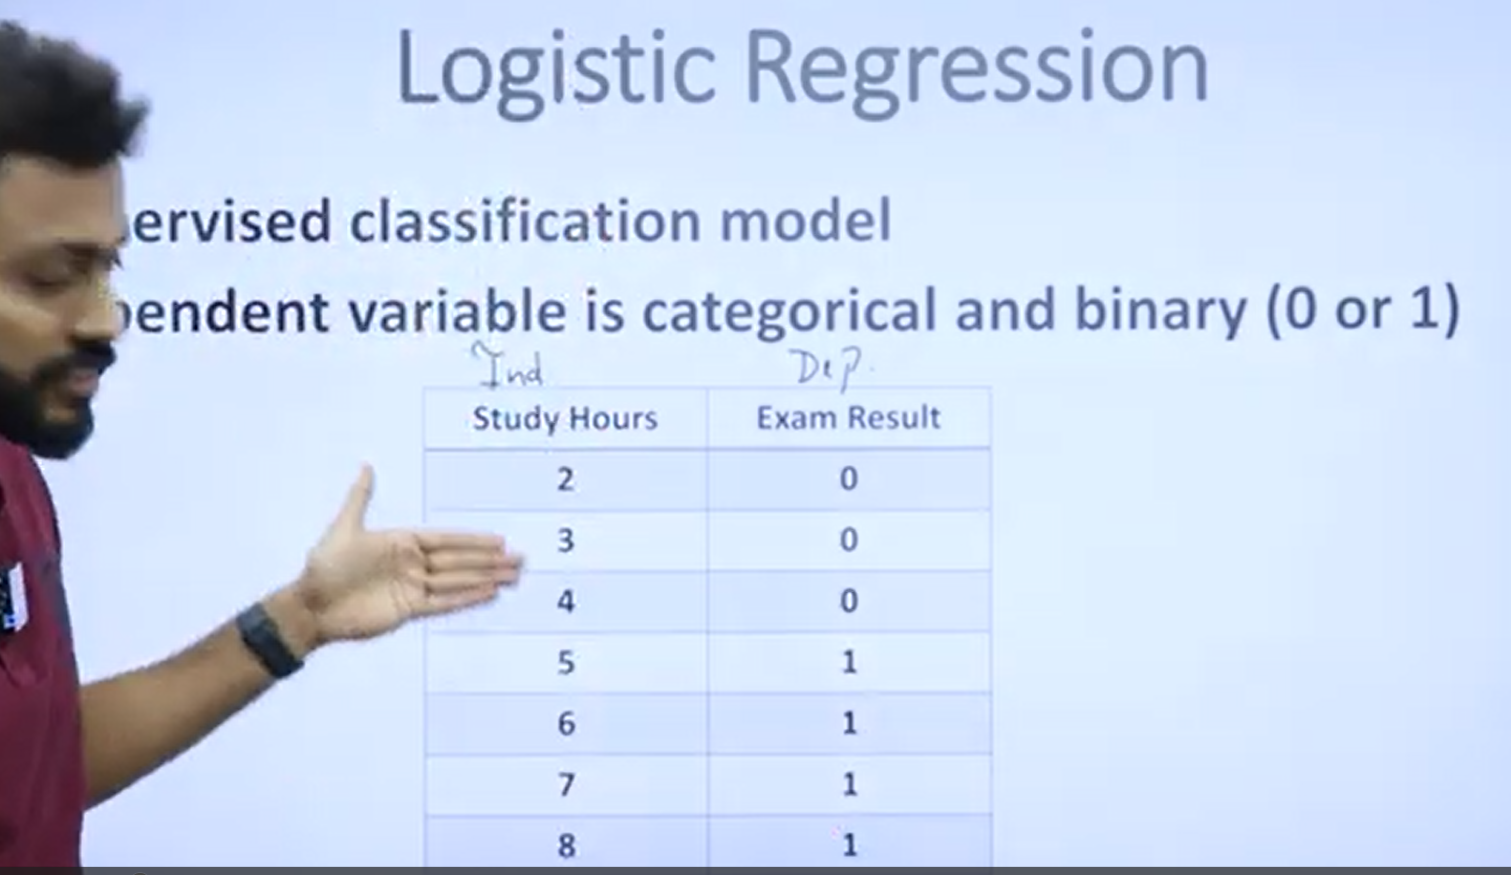 Logistic Regression
ervised classification model
pendent variable is categorical and binary (0 or 1)
Ind Dep.
Study Hours Exam Result
2 0
3 0
4 0
5 1
6 1
7 1
8 1